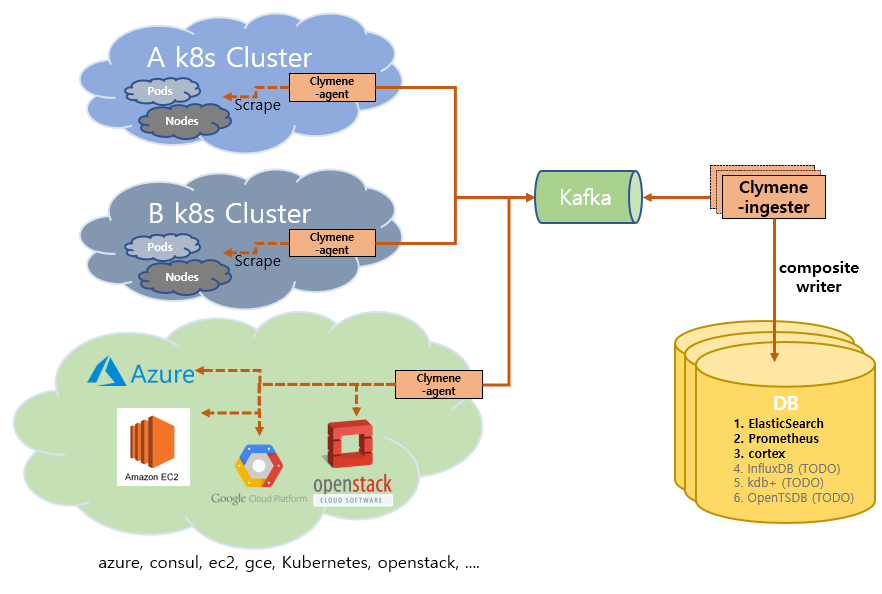 A k8s Cluster
Pods
Nodes
Scrape
Clymene
-agent
B k8s Cluster
Pods
Nodes
Scrape
Clymene
-agent
Kafka
Clymene
-ingester
composite
writer
Azure
Amazon EC2
Google Cloud Platform
openstack
CLOUD SOFTWARE
Clymene
-agent
DB
1. ElasticSearch
2. Prometheus
3. cortex
4. InfluxDB (TODO)
5. kdb+ (TODO)
6. OpenTSDB (TODO)
azure, consul, ec2, gce, Kubernetes, openstack, ....